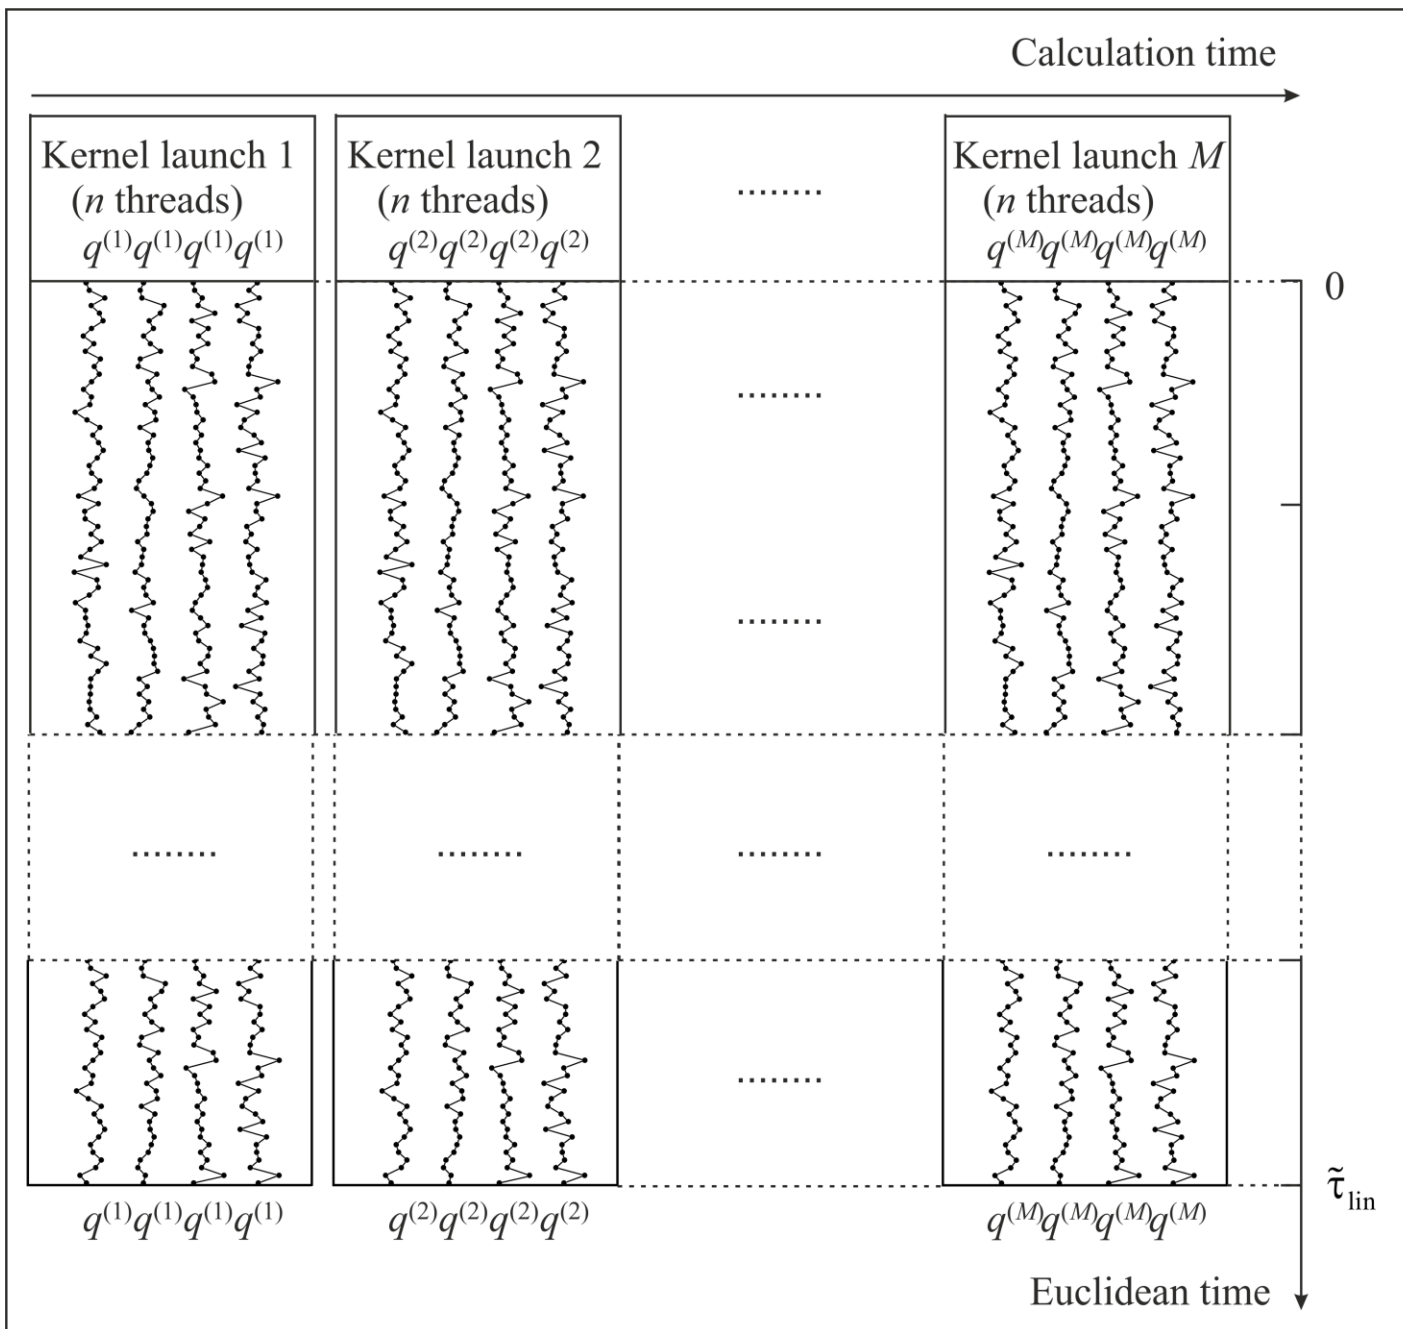 Calculation time
Kernel launch 1
(n threads)
q⁽¹⁾q⁽¹⁾q⁽¹⁾q⁽¹⁾
Kernel launch 2
(n threads)
q⁽²⁾q⁽²⁾q⁽²⁾q⁽²⁾
........
Kernel launch M
(n threads)
q⁽ᴹ⁾q⁽ᴹ⁾q⁽ᴹ⁾q⁽ᴹ⁾
0
........
........
........ ........ ........ ........
........
q⁽¹⁾q⁽¹⁾q⁽¹⁾q⁽¹⁾
q⁽²⁾q⁽²⁾q⁽²⁾q⁽²⁾
q⁽ᴹ⁾q⁽ᴹ⁾q⁽ᴹ⁾q⁽ᴹ⁾
τ̃_lin
Euclidean time